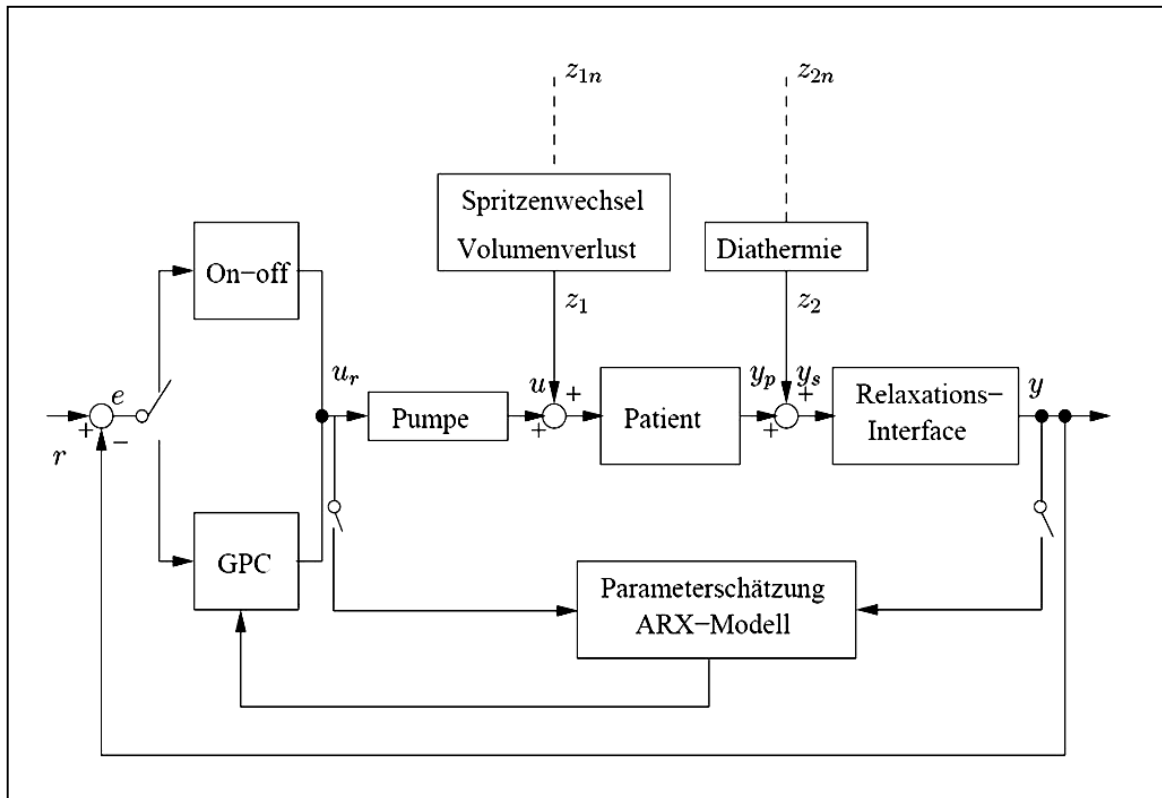 z1n
z2n
Spritzenwechsel
Volumenverlust
Diathermie
On−off
z1
z2
e
ur
u
+
yp
ys
+
y
Pumpe
Patient
Relaxations−
Interface
+
−
r
+
+
GPC
Parameterschätzung
ARX−Modell